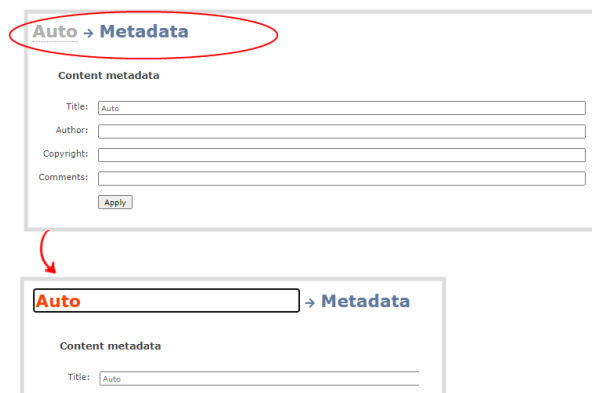 Auto → Metadata
Content metadata
Title: Auto
Author:
Copyright:
Comments:
Apply
Auto → Metadata
Content metadata
Title: Auto